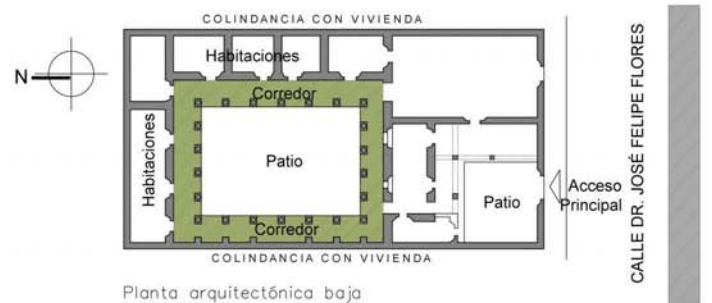 COLINDANCIA CON VIVIENDA
N
Habitaciones
Corredor
Habitaciones
Patio
Patio
Acceso
Principal
CALLE DR. JOSÉ FELIPE FLORES
Corredor
COLINDANCIA CON VIVIENDA
Planta arquitectónica baja